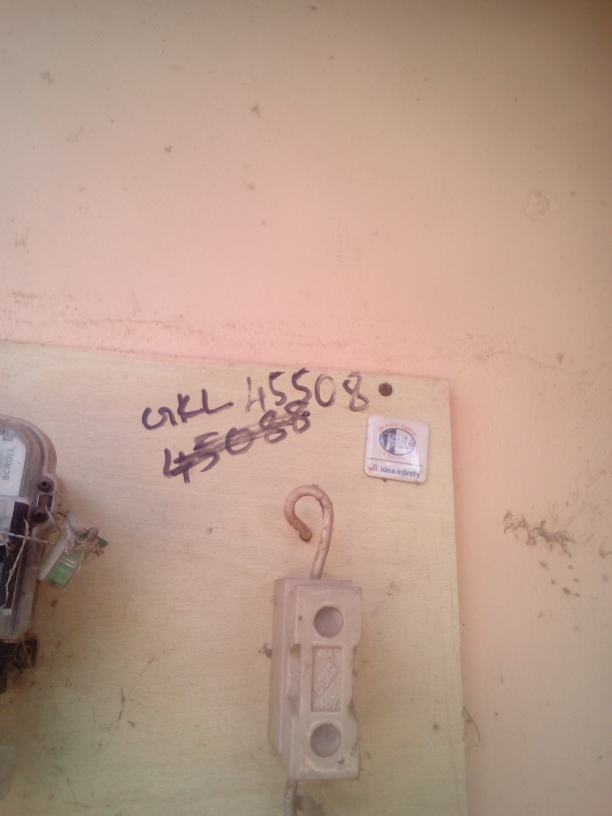 GKL 45508
45088
idea infinity
SCROLL